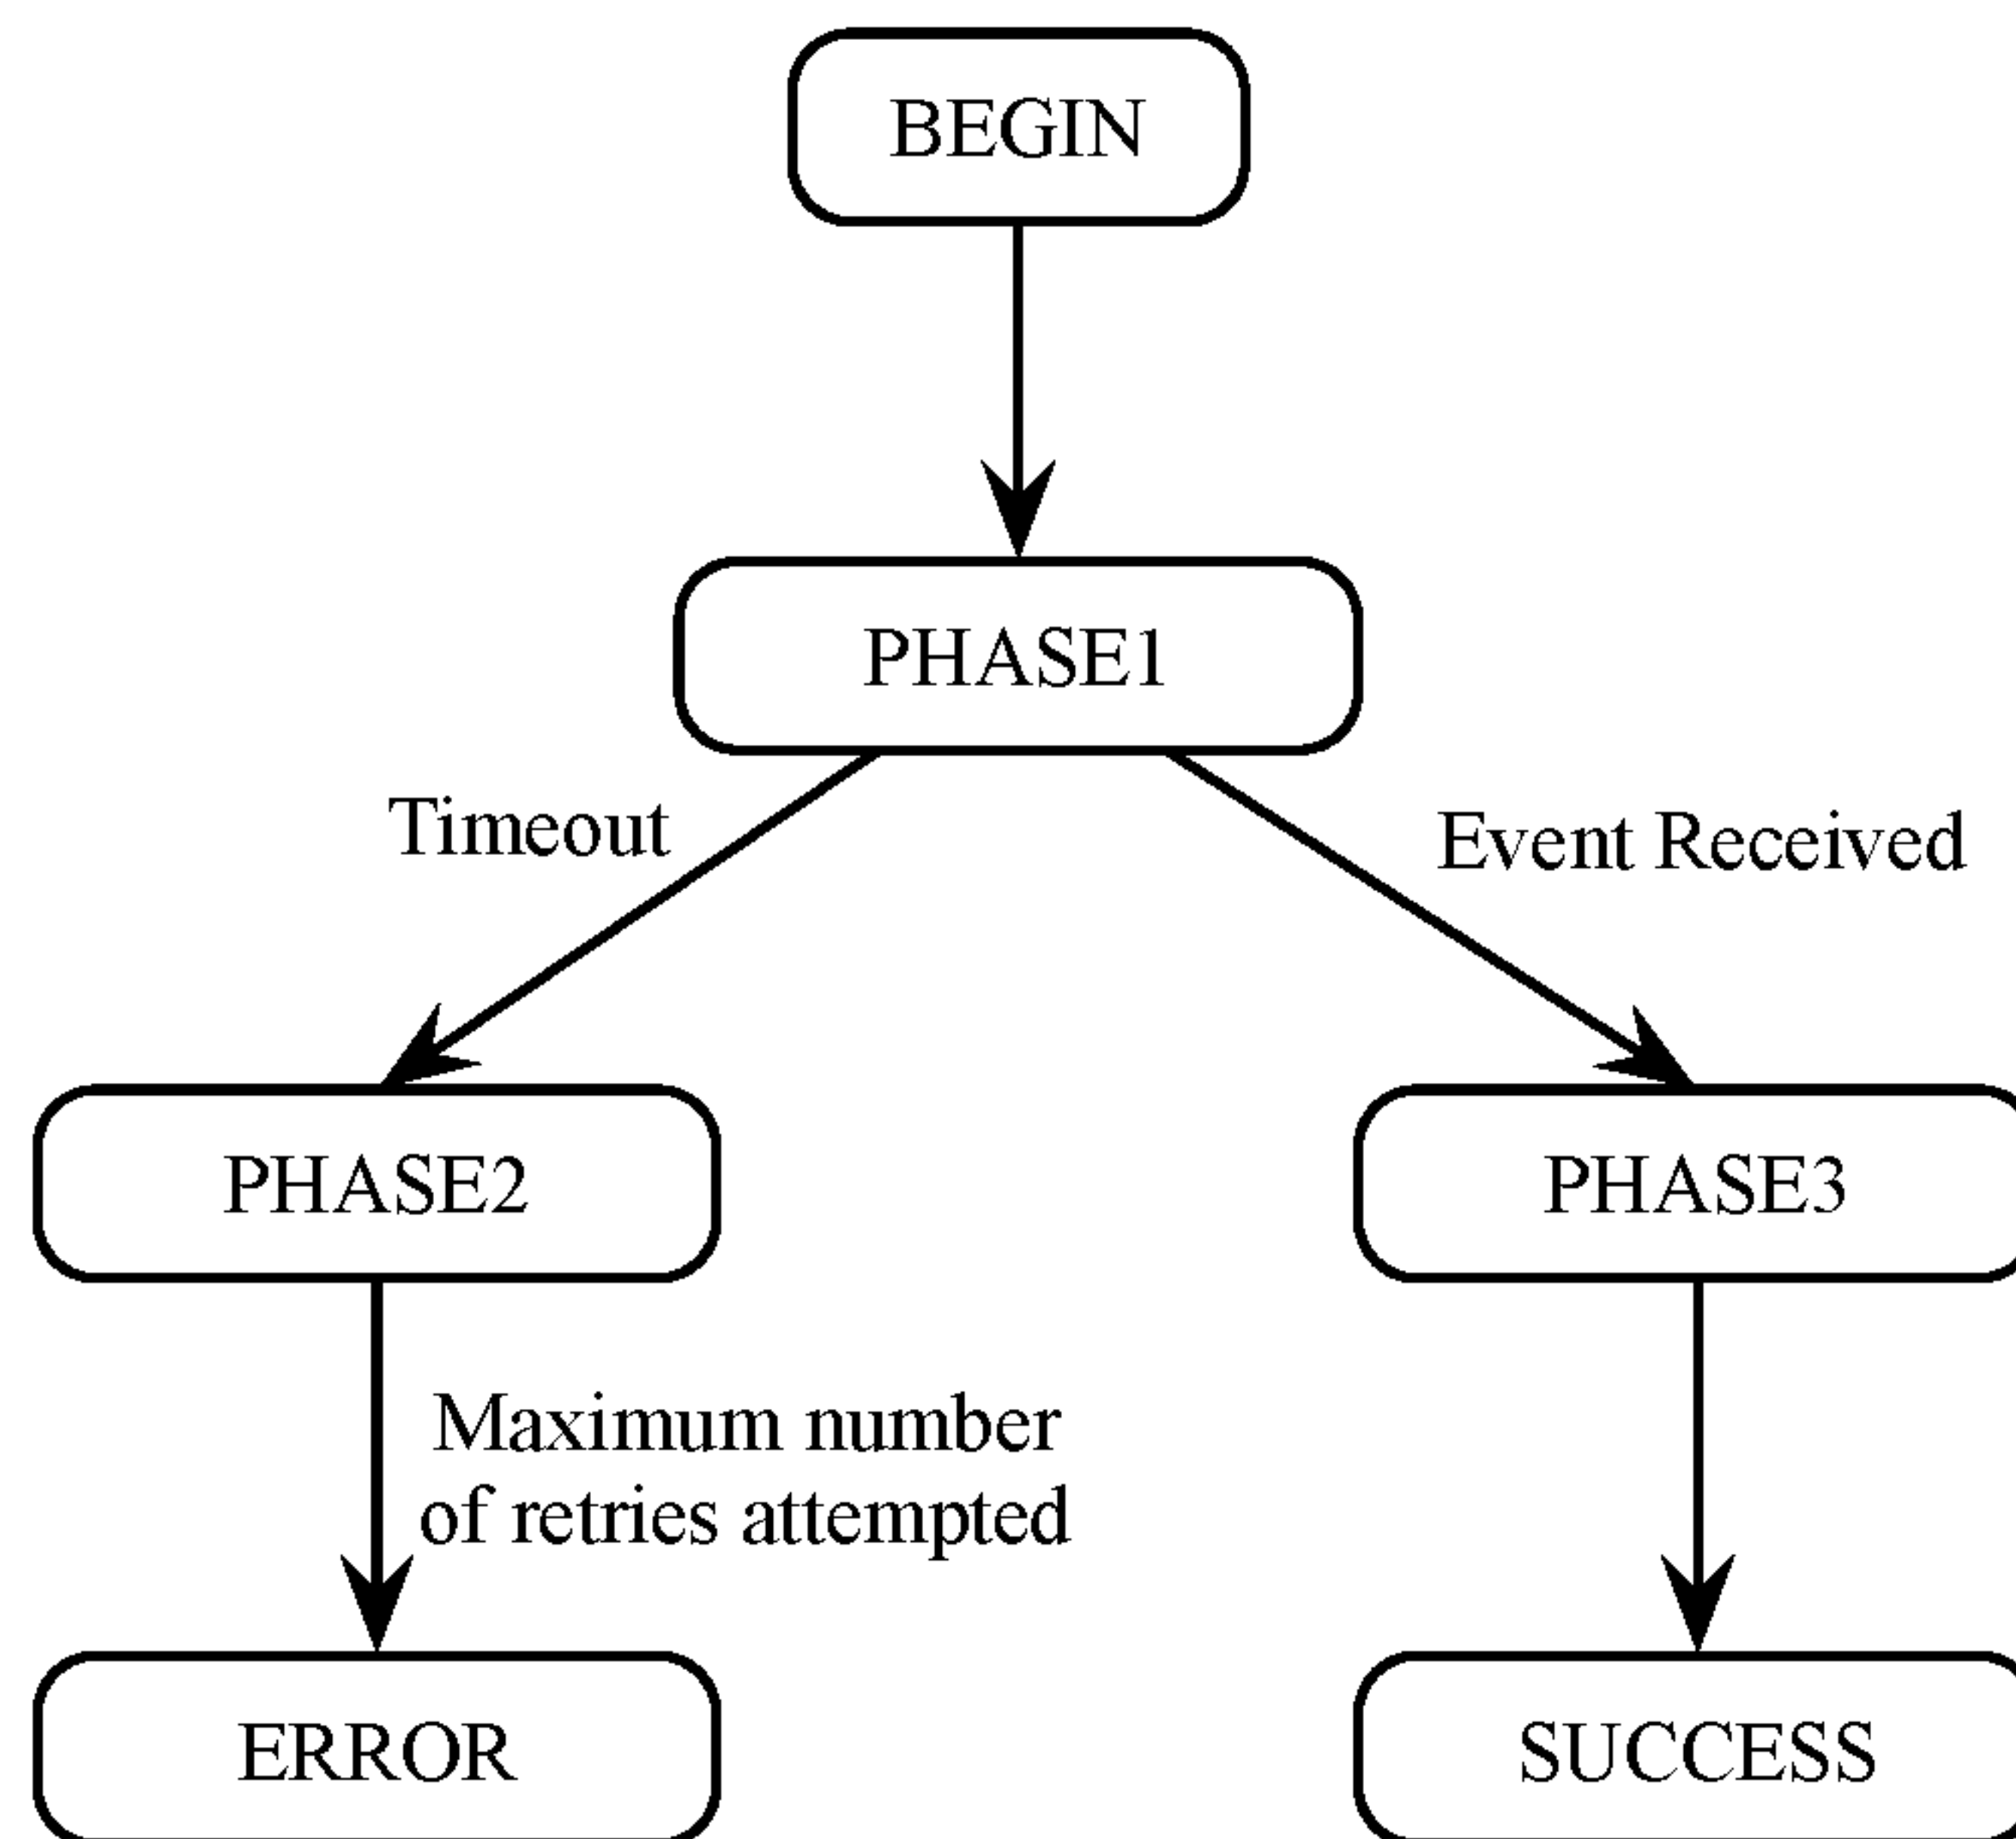 BEGIN
PHASE1
Timeout
Event Received
PHASE2
PHASE3
Maximum number
of retries attempted
ERROR
SUCCESS